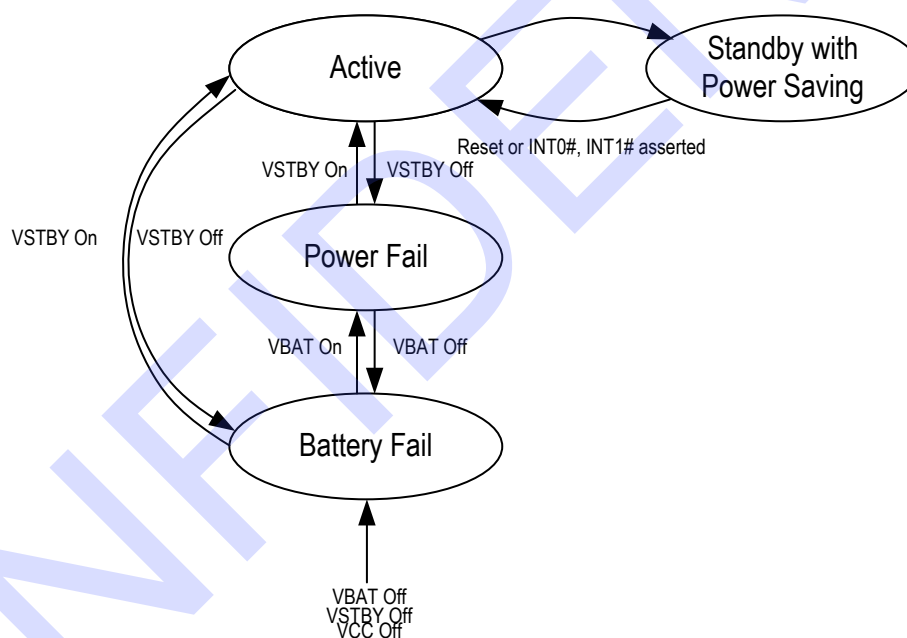 Active
Standby with
Power Saving
Reset or INT0#, INT1# asserted
VSTBY On
VSTBY Off
VSTBY On
VSTBY Off
Power Fail
VBAT On
VBAT Off
Battery Fail
VBAT Off
VSTBY Off
VCC Off
NFIDEN